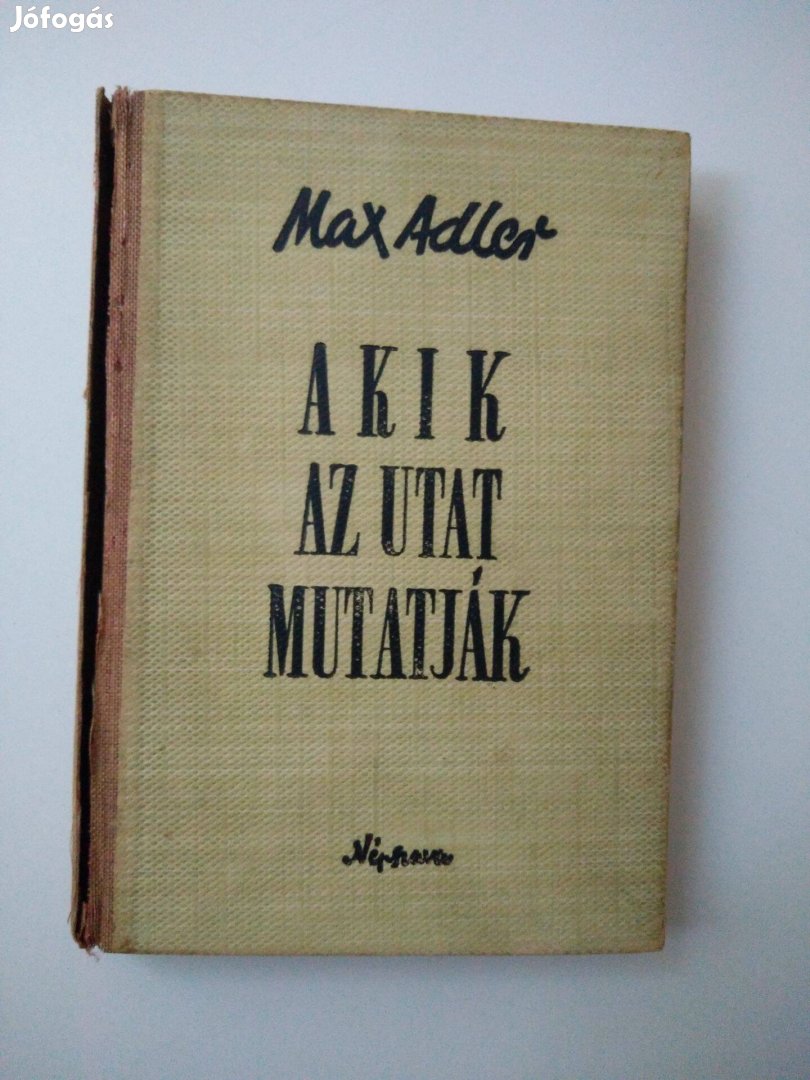 Jófogás
Max Adler
AKIK
AZ UTAT
MUTATJÁK
Népszava